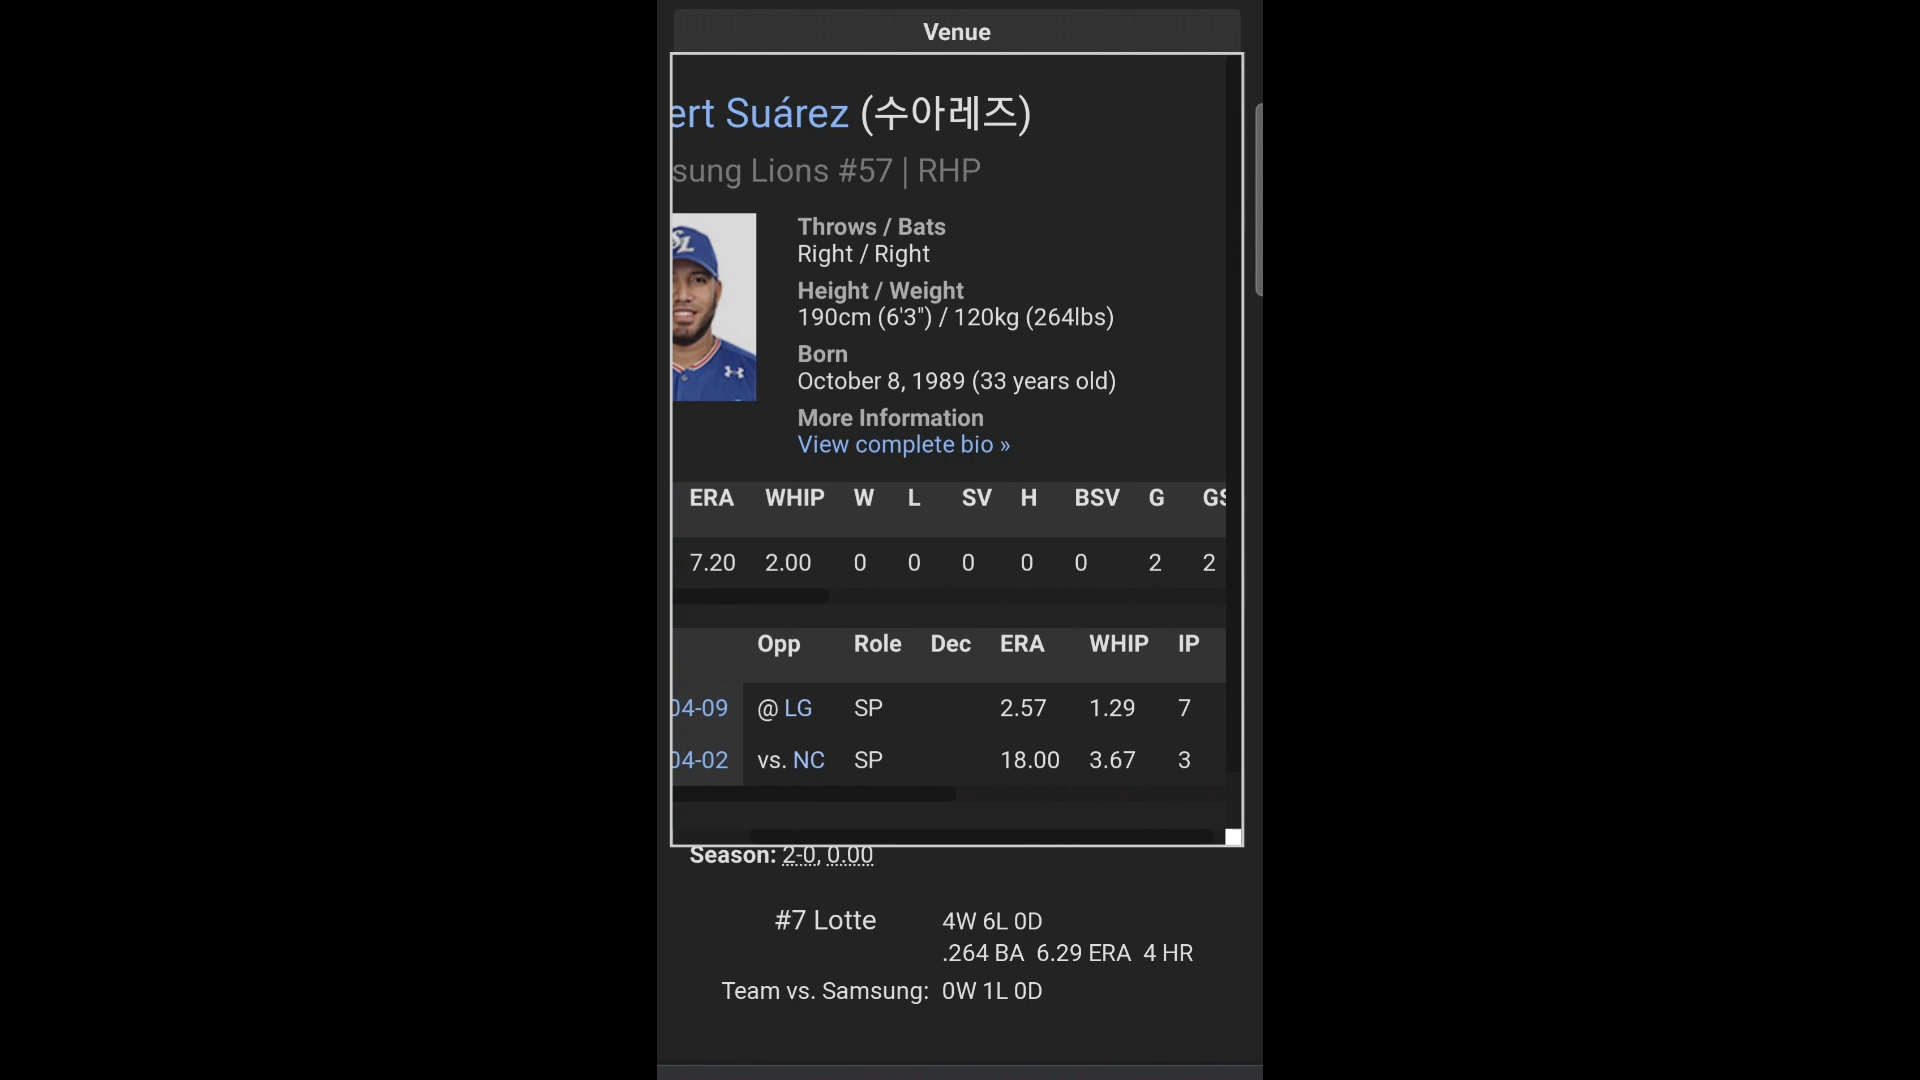 Venue
ert Suárez (수아레즈)
sung Lions #57 | RHP
Throws / Bats
Right / Right
Height / Weight
190cm (6'3") / 120kg (264lbs)
Born
October 8, 1989 (33 years old)
More Information
View complete bio »
ERA WHIP W L SV H BSV G GS
7.20 2.00 0 0 0 0 0 2 2
Opp Role Dec ERA WHIP IP
04-09 @ LG SP 2.57 1.29 7
04-02 vs. NC SP 18.00 3.67 3
Season: 2-0, 0.00
#7 Lotte 4W 6L 0D
.264 BA 6.29 ERA 4 HR
Team vs. Samsung: 0W 1L 0D